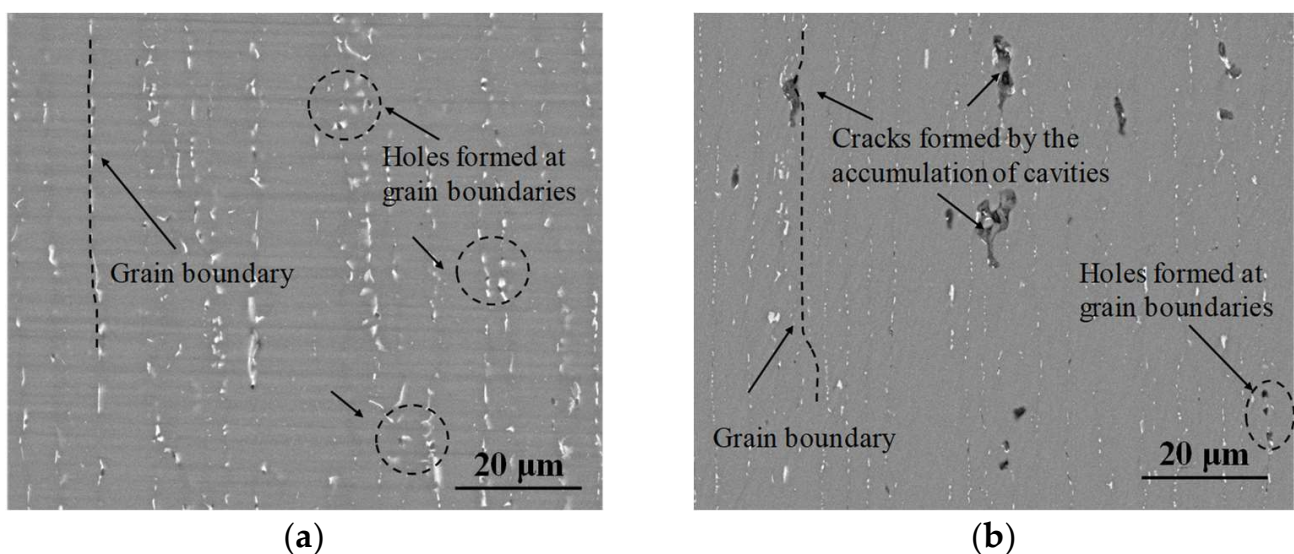 Holes formed at
grain boundaries
Grain boundary
20 μm
(a)
Cracks formed by the
accumulation of cavities
Holes formed at
grain boundaries
Grain boundary
20 μm
(b)